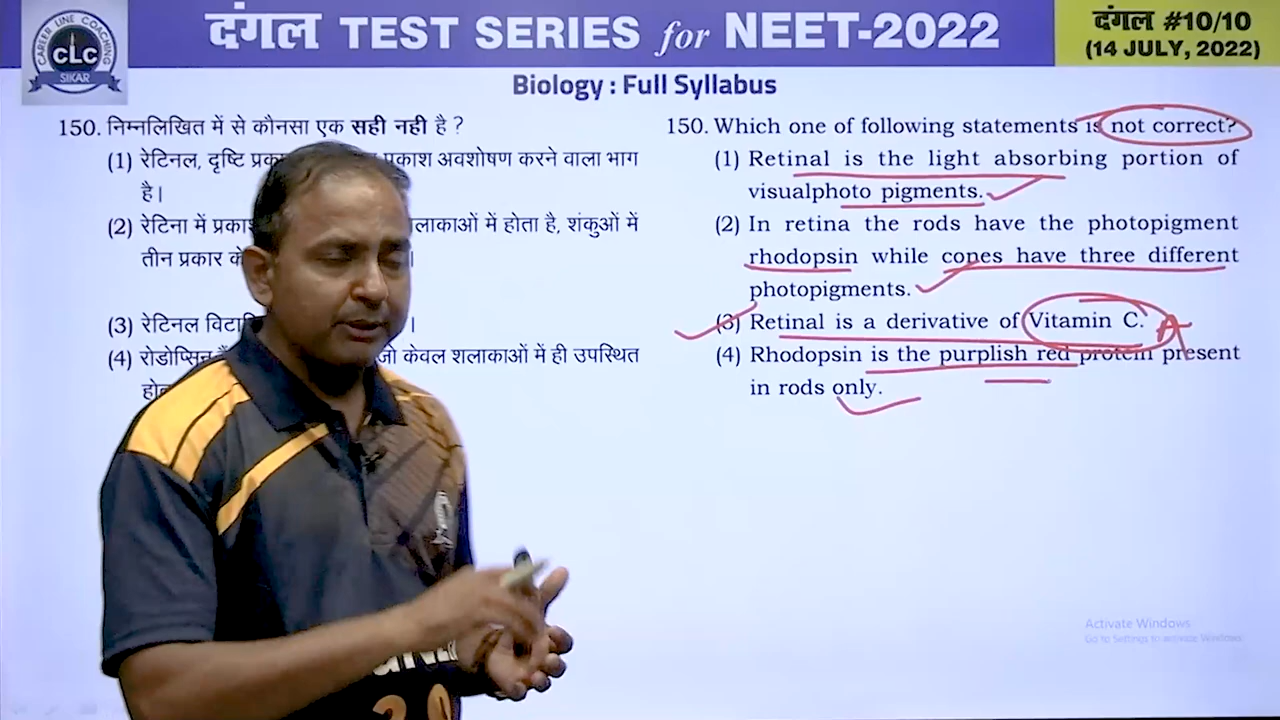 CAREER LINE COACHING
CLC
SIKAR
दंगल TEST SERIES for NEET-2022
दंगल #10/10
(14 JULY, 2022)
Biology : Full Syllabus
150. निम्नलिखित में से कौनसा एक सही नही है ?
(1) रेटिनल, दृष्टि प्रकाश अवशोषण करने वाला भाग
है।
(2) रेटिना में लाकाओं में होता है, शंकुओं में
तीन प्रकार के
(3) रेटिनल
(4) जो केवल शलाकाओं में ही उपस्थित
150. Which one of following statements is not correct?
(1) Retinal is the light absorbing portion of
visualphoto pigments.
(2) In retina the rods have the photopigment
rhodopsin while cones have three different
photopigments.
(3) Retinal is a derivative of Vitamin C. A
(4) Rhodopsin is the purplish red protein present
in rods only.
Activate Windows
Go to Settings to activate Windows.